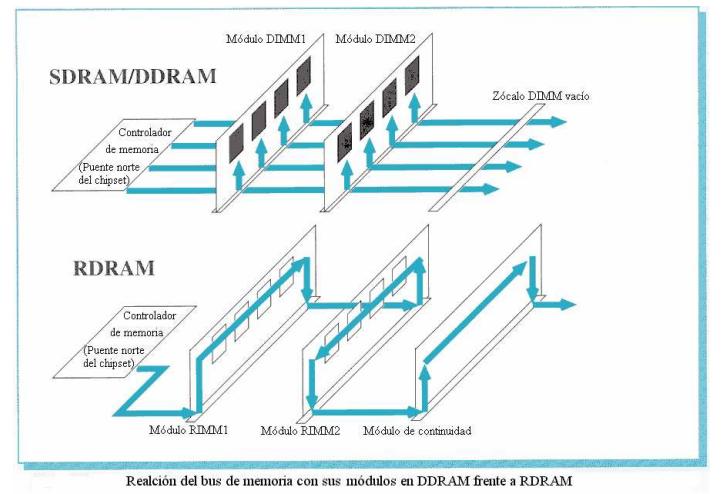 Módulo DIMM1
Módulo DIMM2
SDRAM/DDRAM
Zócalo DIMM vacío
Controlador
de memoria
(Puente norte
del chipset)
RDRAM
Controlador
de memoria
(Puente norte
del chipset)
Módulo RIMM1
Módulo RIMM2
Módulo de continuidad
Realción del bus de memoria con sus módulos en DDRAM frente a RDRAM